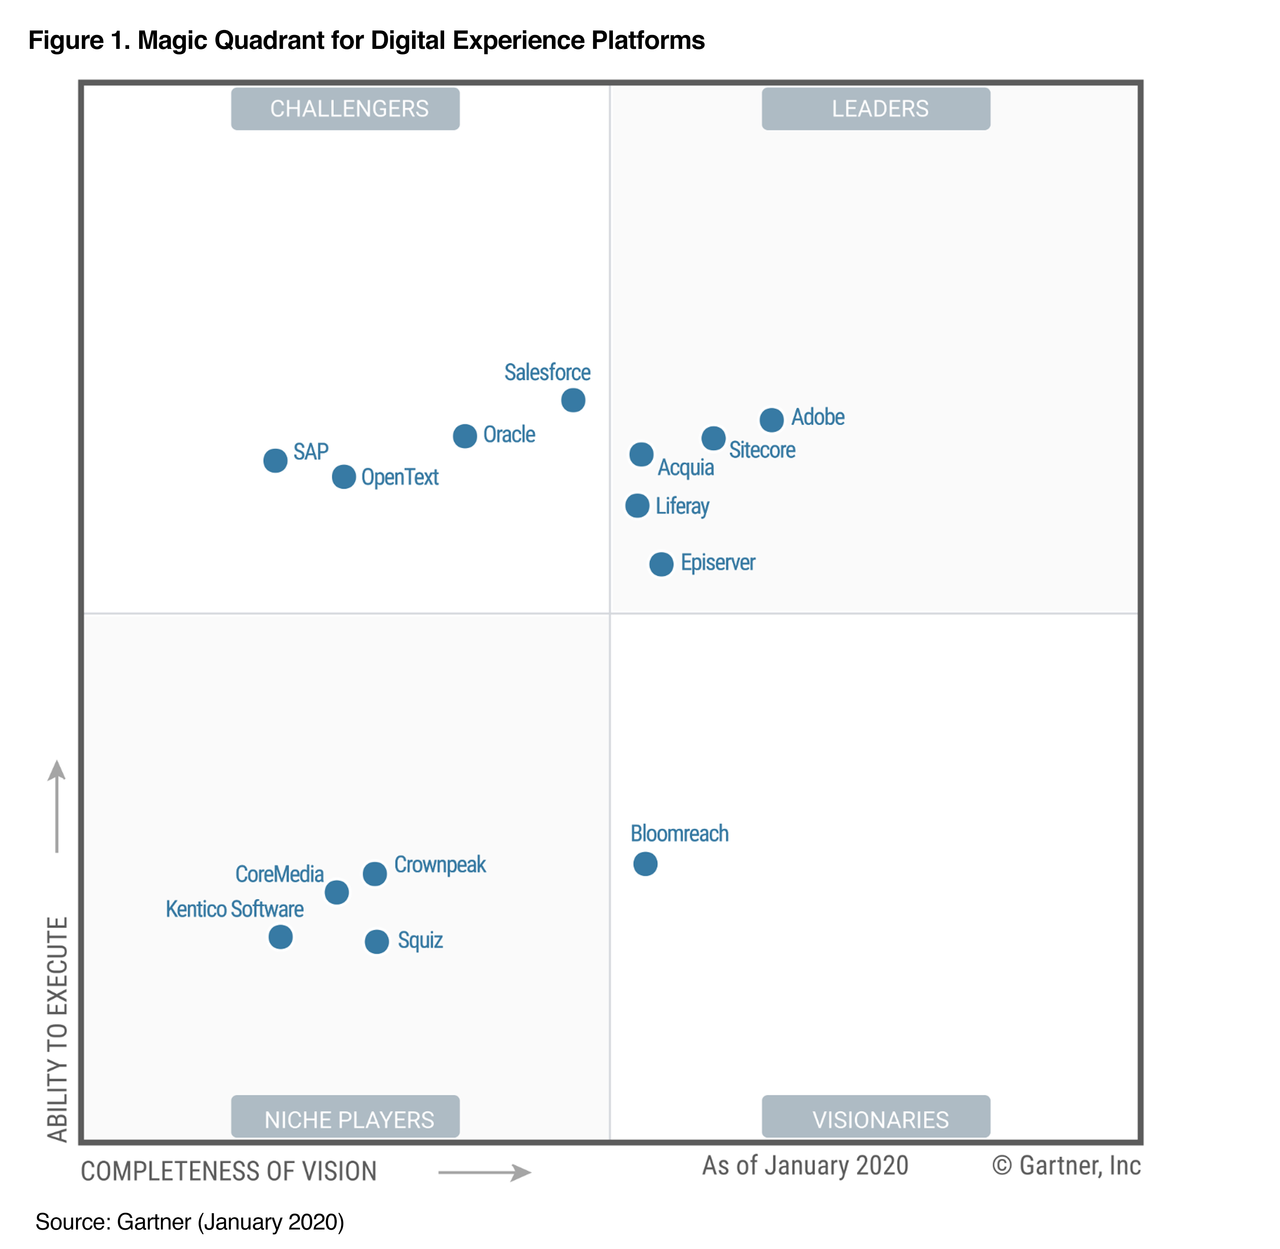 Figure 1. Magic Quadrant for Digital Experience Platforms
CHALLENGERS
LEADERS
Salesforce
Oracle
SAP
OpenText
Adobe
Sitecore
Acquia
Liferay
Episerver
Bloomreach
Crownpeak
CoreMedia
Kentico Software
Squiz
NICHE PLAYERS
VISIONARIES
ABILITY TO EXECUTE
COMPLETENESS OF VISION
As of January 2020
© Gartner, Inc
Source: Gartner (January 2020)